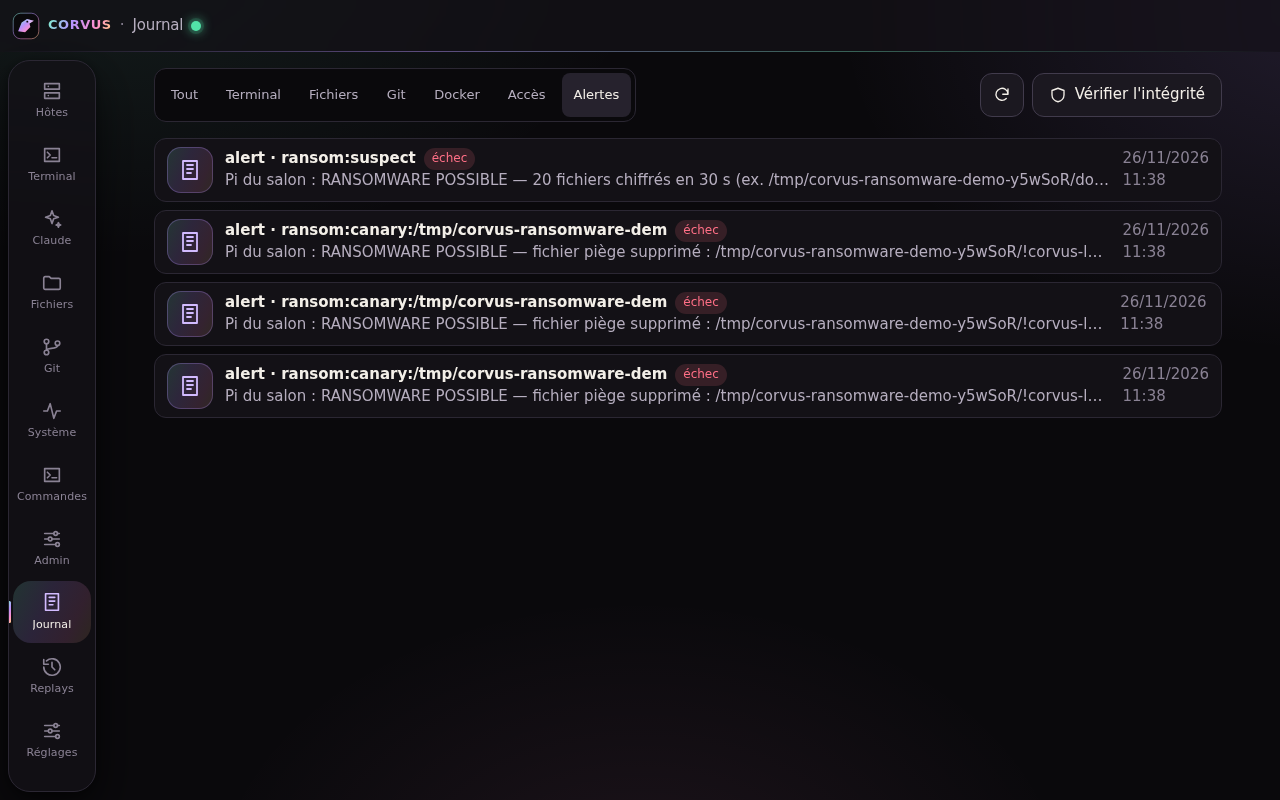 CORVUS · Journal
Hôtes
Terminal
Claude
Fichiers
Git
Système
Commandes
Admin
Journal
Replays
Réglages
Tout Terminal Fichiers Git Docker Accès Alertes
Vérifier l'intégrité
alert · ransom:suspect échec
Pi du salon : RANSOMWARE POSSIBLE — 20 fichiers chiffrés en 30 s (ex. /tmp/corvus-ransomware-demo-y5wSoR/do…
26/11/2026
11:38
alert · ransom:canary:/tmp/corvus-ransomware-dem échec
Pi du salon : RANSOMWARE POSSIBLE — fichier piège supprimé : /tmp/corvus-ransomware-demo-y5wSoR/!corvus-l…
26/11/2026
11:38
alert · ransom:canary:/tmp/corvus-ransomware-dem échec
Pi du salon : RANSOMWARE POSSIBLE — fichier piège supprimé : /tmp/corvus-ransomware-demo-y5wSoR/!corvus-l…
26/11/2026
11:38
alert · ransom:canary:/tmp/corvus-ransomware-dem échec
Pi du salon : RANSOMWARE POSSIBLE — fichier piège supprimé : /tmp/corvus-ransomware-demo-y5wSoR/!corvus-l…
26/11/2026
11:38